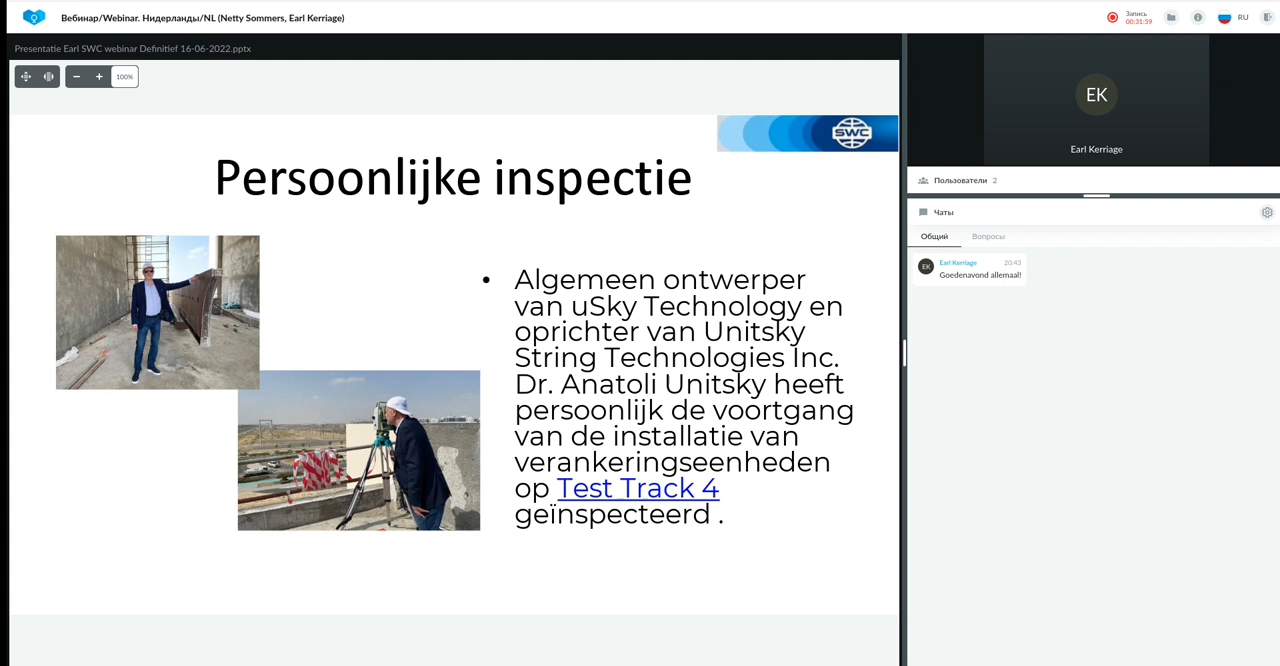 Вебинар/Webinar. Нидерланды/NL (Netty Sommers, Earl Kerriage)
Запись
00:31:59
RU
Presentatie Earl SWC webinar Definitief 16-06-2022.pptx
100%
SWC
Persoonlijke inspectie
• Algemeen ontwerper
van uSky Technology en
oprichter van Unitsky
String Technologies Inc.
Dr. Anatoli Unitsky heeft
persoonlijk de voortgang
van de installatie van
verankeringseenheden
op Test Track 4
geïnspecteerd .
EK
Earl Kerriage
Пользователи 2
Чаты
Общий Вопросы
EK
Earl Kerriage 20:43
Goedenavond allemaal!